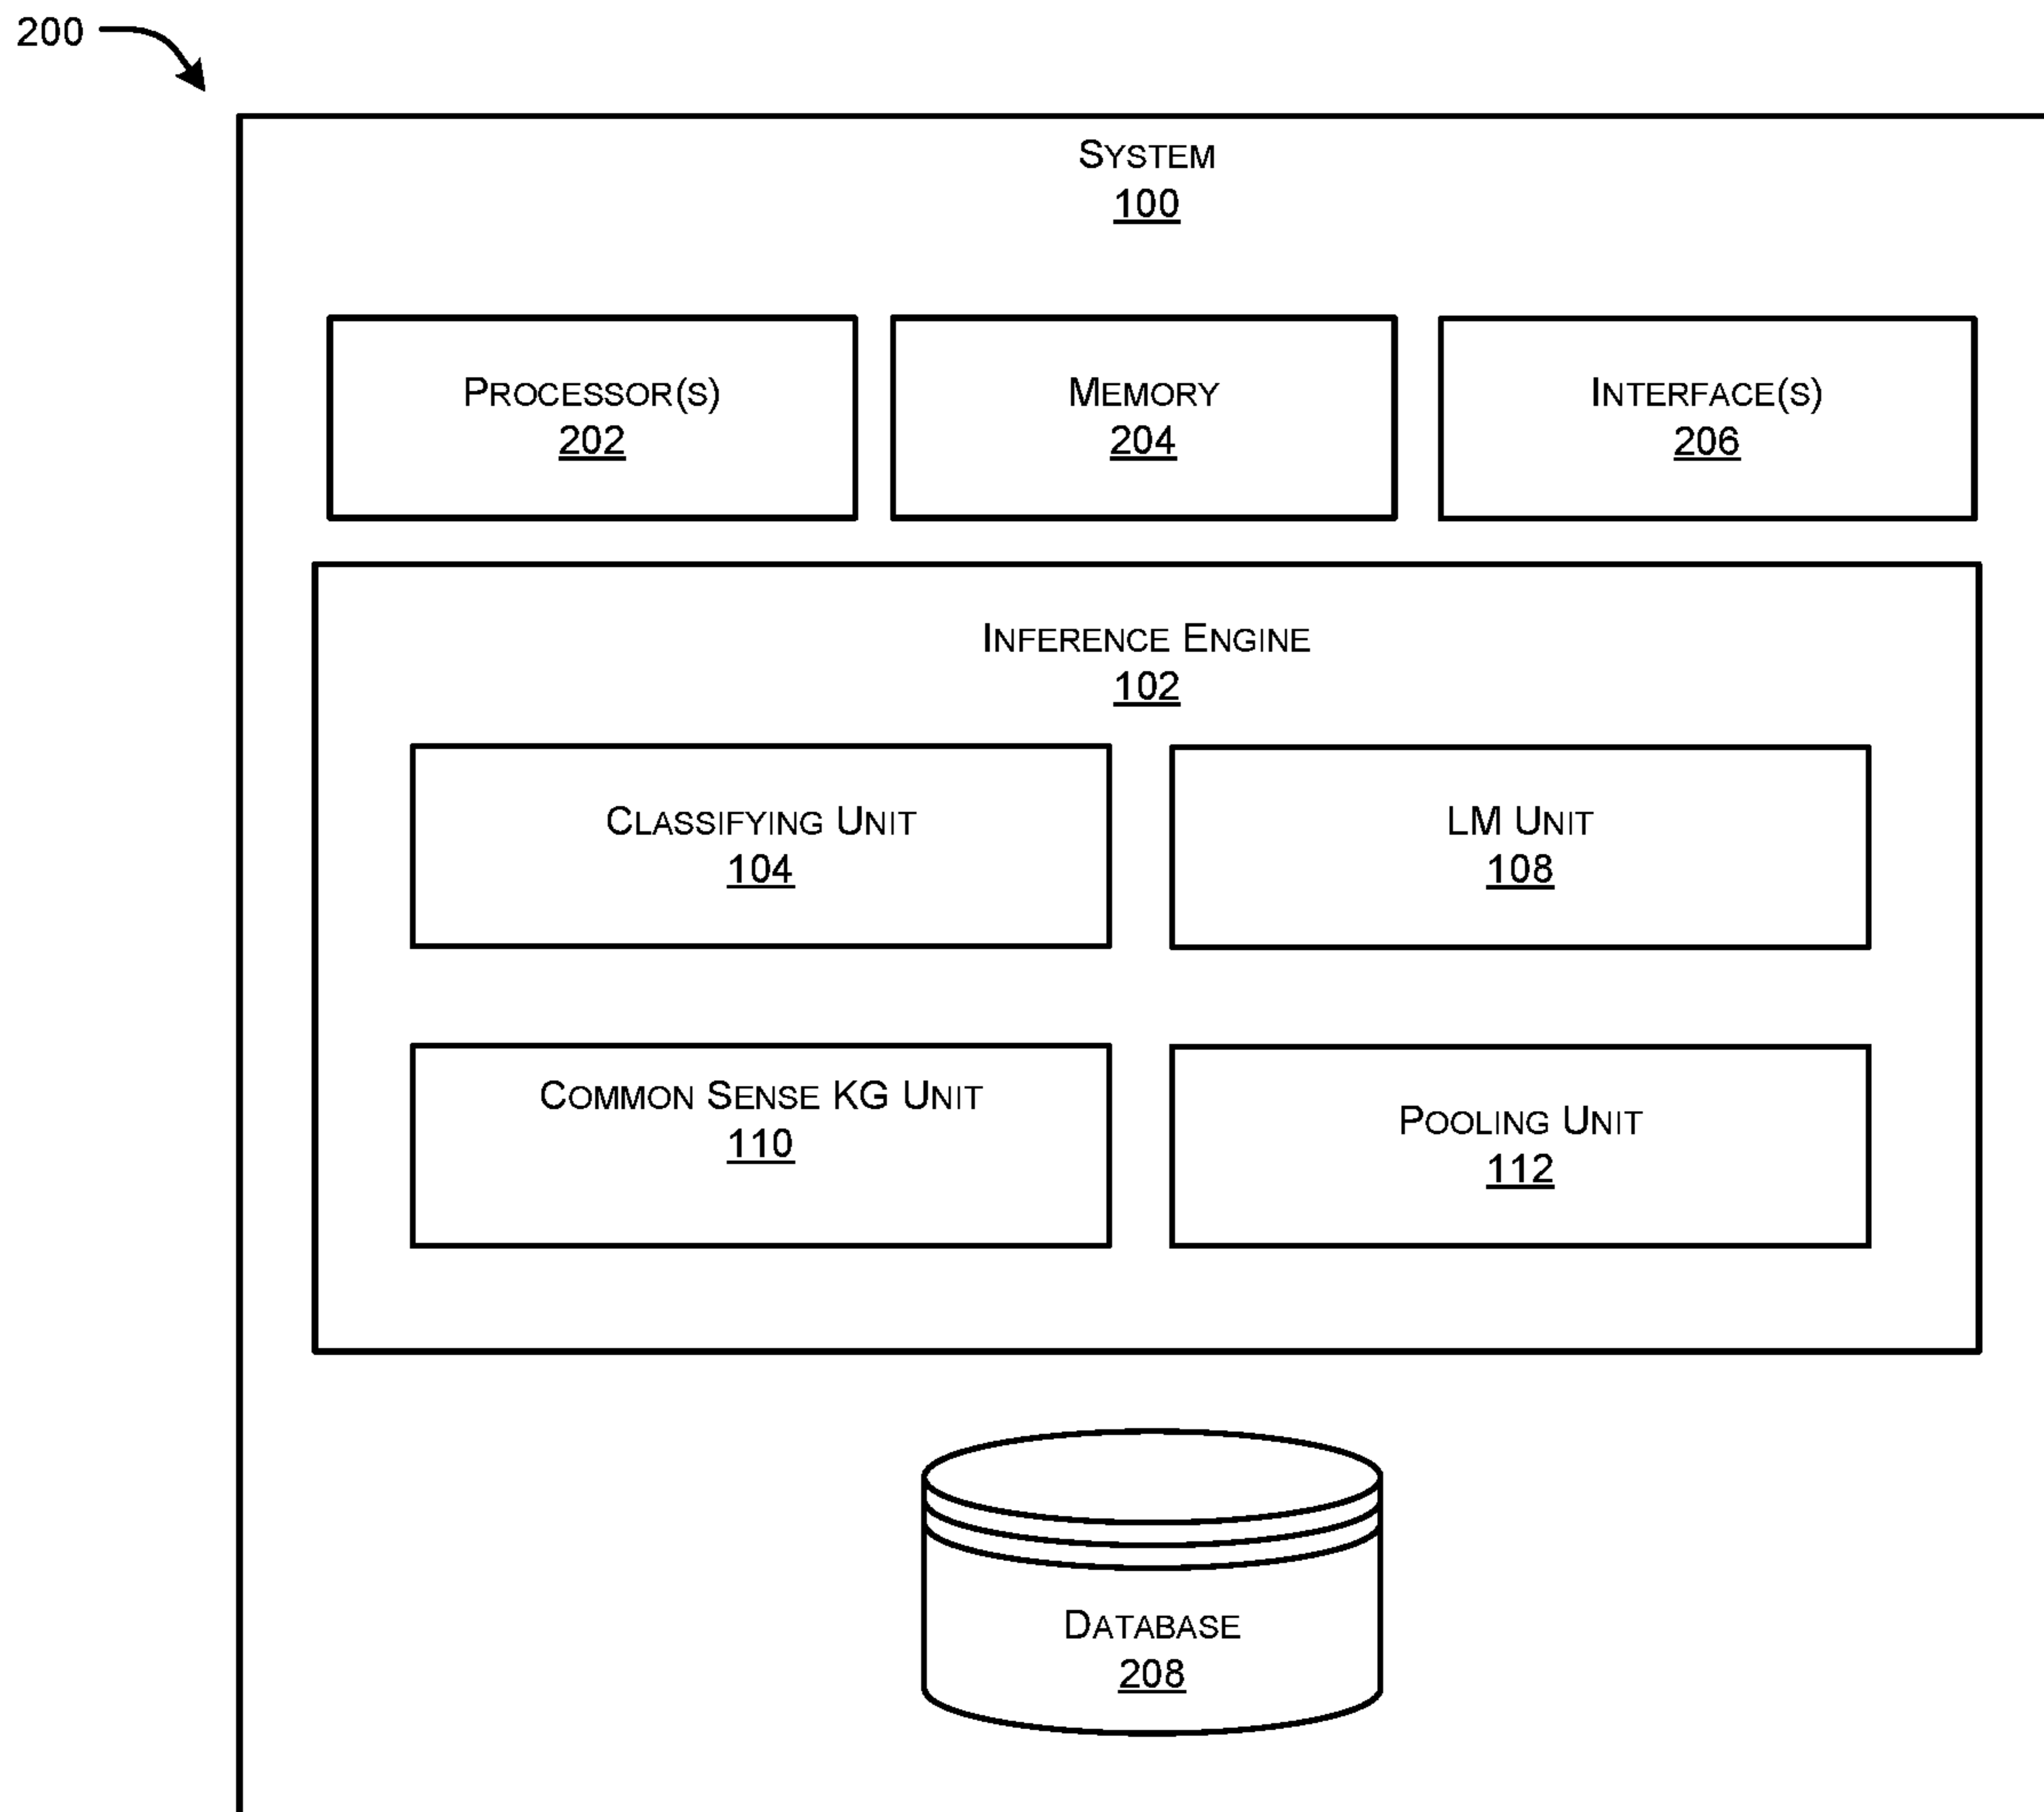 200
SYSTEM
100
PROCESSOR(S)
202
MEMORY
204
INTERFACE(S)
206
INFERENCE ENGINE
102
CLASSIFYING UNIT
104
LM UNIT
108
COMMON SENSE KG UNIT
110
POOLING UNIT
112
DATABASE
208